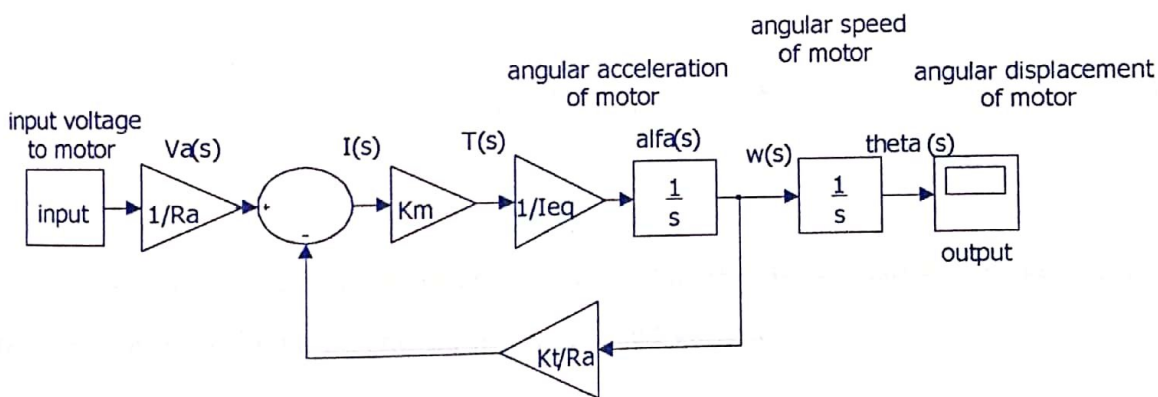 angular speed
of motor
angular acceleration
of motor
angular displacement
of motor
input voltage
to motor
Va(s)
I(s)
T(s)
alfa(s)
w(s)
theta (s)
input
1/Ra
+
-
Km
1/Ieq
1
s
1
s
output
Kt/Ra